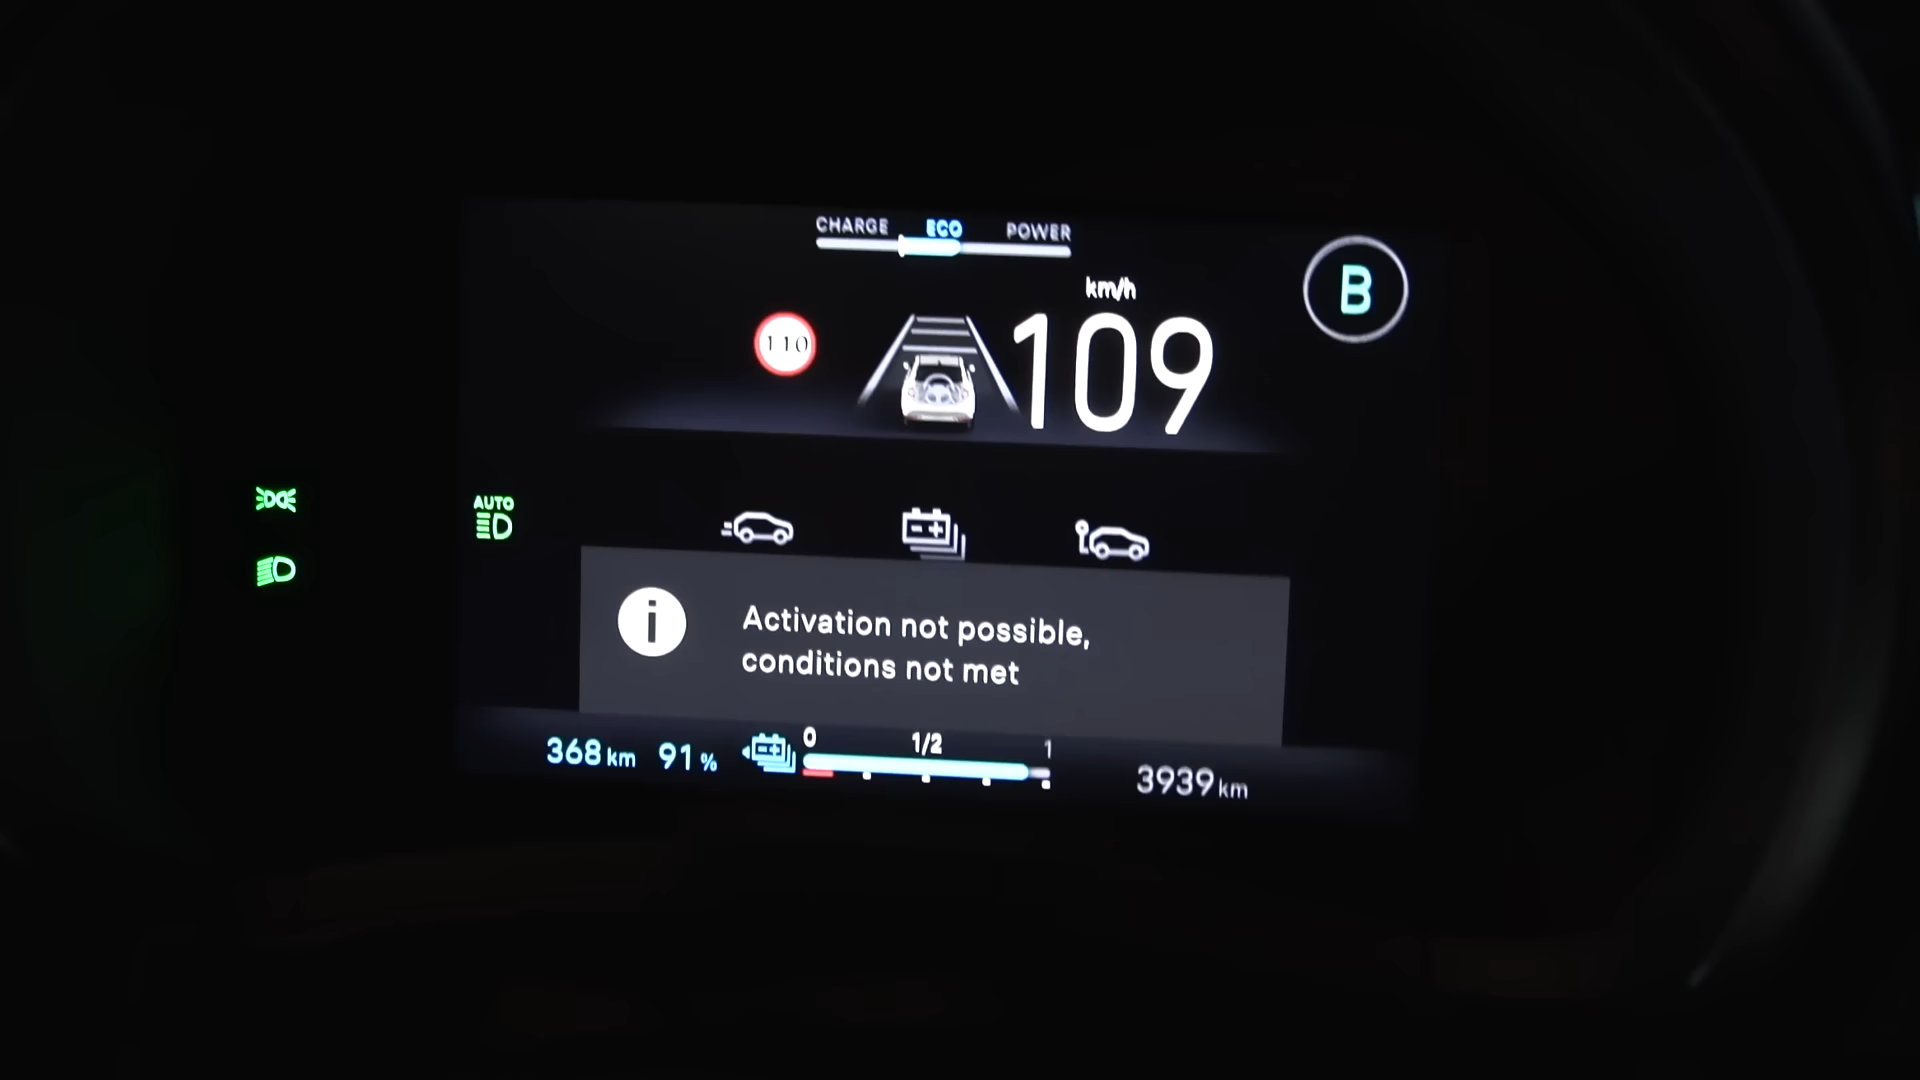 CHARGE ECO POWER
km/h
B
110
109
AUTO
i
Activation not possible,
conditions not met
0 1/2 1
368 km 91 %
3939 km